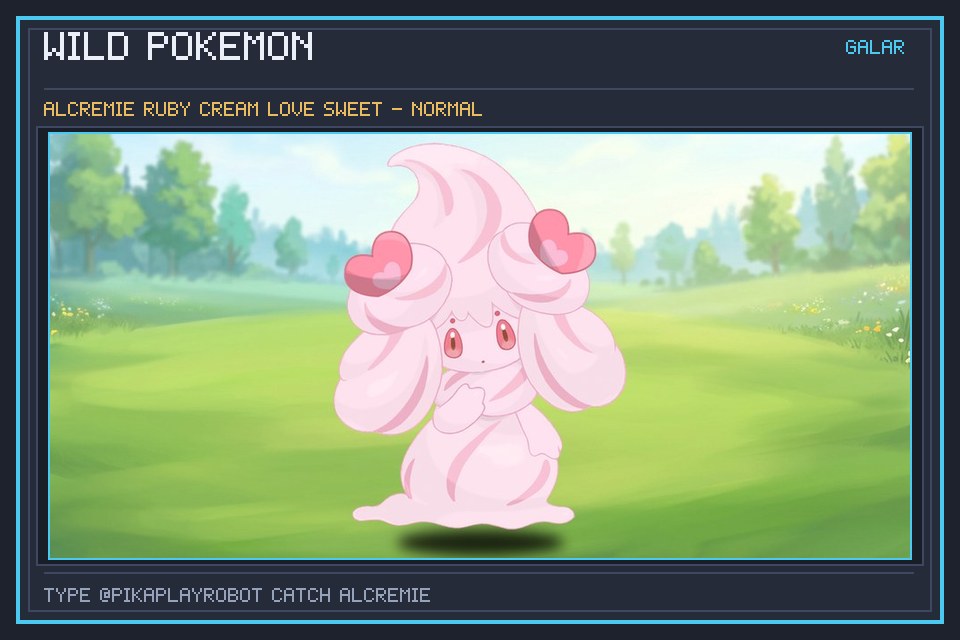 WILD POKEMON
GALAR
ALCREMIE RUBY CREAM LOVE SWEET - NORMAL
TYPE @PIKAPLAYROBOT CATCH ALCREMIE